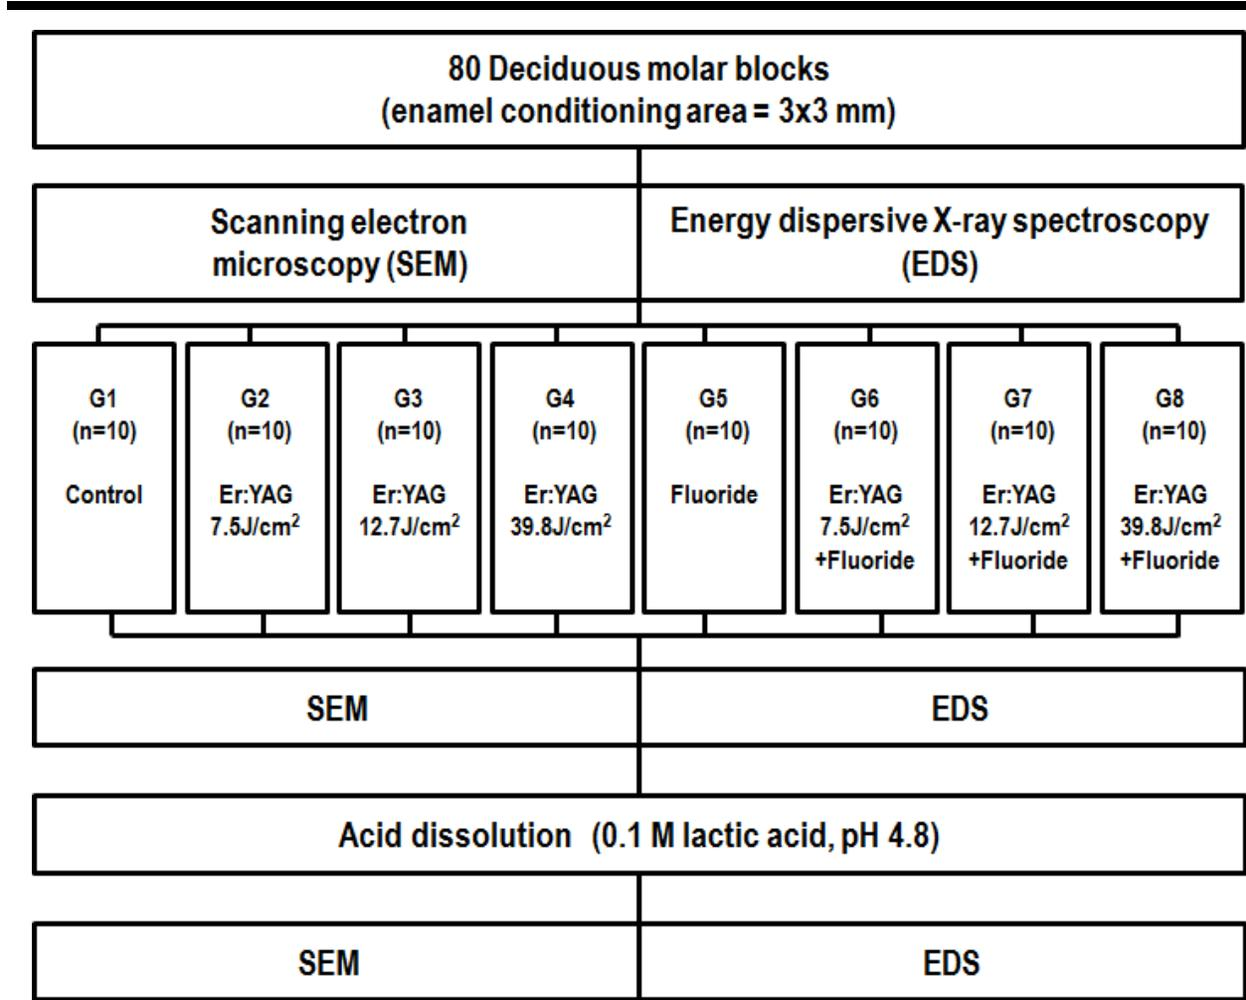 80 Deciduous molar blocks
(enamel conditioning area = 3x3 mm)
Scanning electron
microscopy (SEM)
Energy dispersive X-ray spectroscopy
(EDS)
G1
(n=10)
Control
G2
(n=10)
Er:YAG
7.5J/cm²
G3
(n=10)
Er:YAG
12.7J/cm²
G4
(n=10)
Er:YAG
39.8J/cm²
G5
(n=10)
Fluoride
G6
(n=10)
Er:YAG
7.5J/cm²
+Fluoride
G7
(n=10)
Er:YAG
12.7J/cm²
+Fluoride
G8
(n=10)
Er:YAG
39.8J/cm²
+Fluoride
SEM
EDS
Acid dissolution (0.1 M lactic acid, pH 4.8)
SEM
EDS